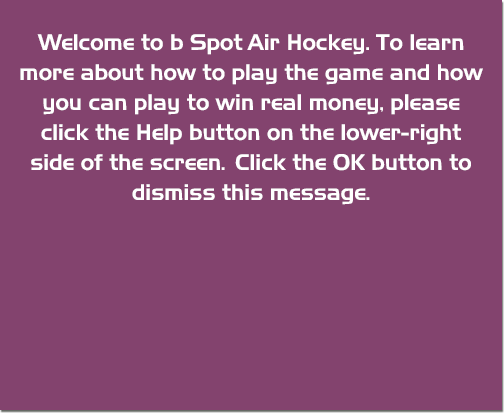 Welcome to b Spot Air Hockey. To learn
more about how to play the game and how
you can play to win real money, please
click the Help button on the lower-right
side of the screen. Click the OK button to
dismiss this message.